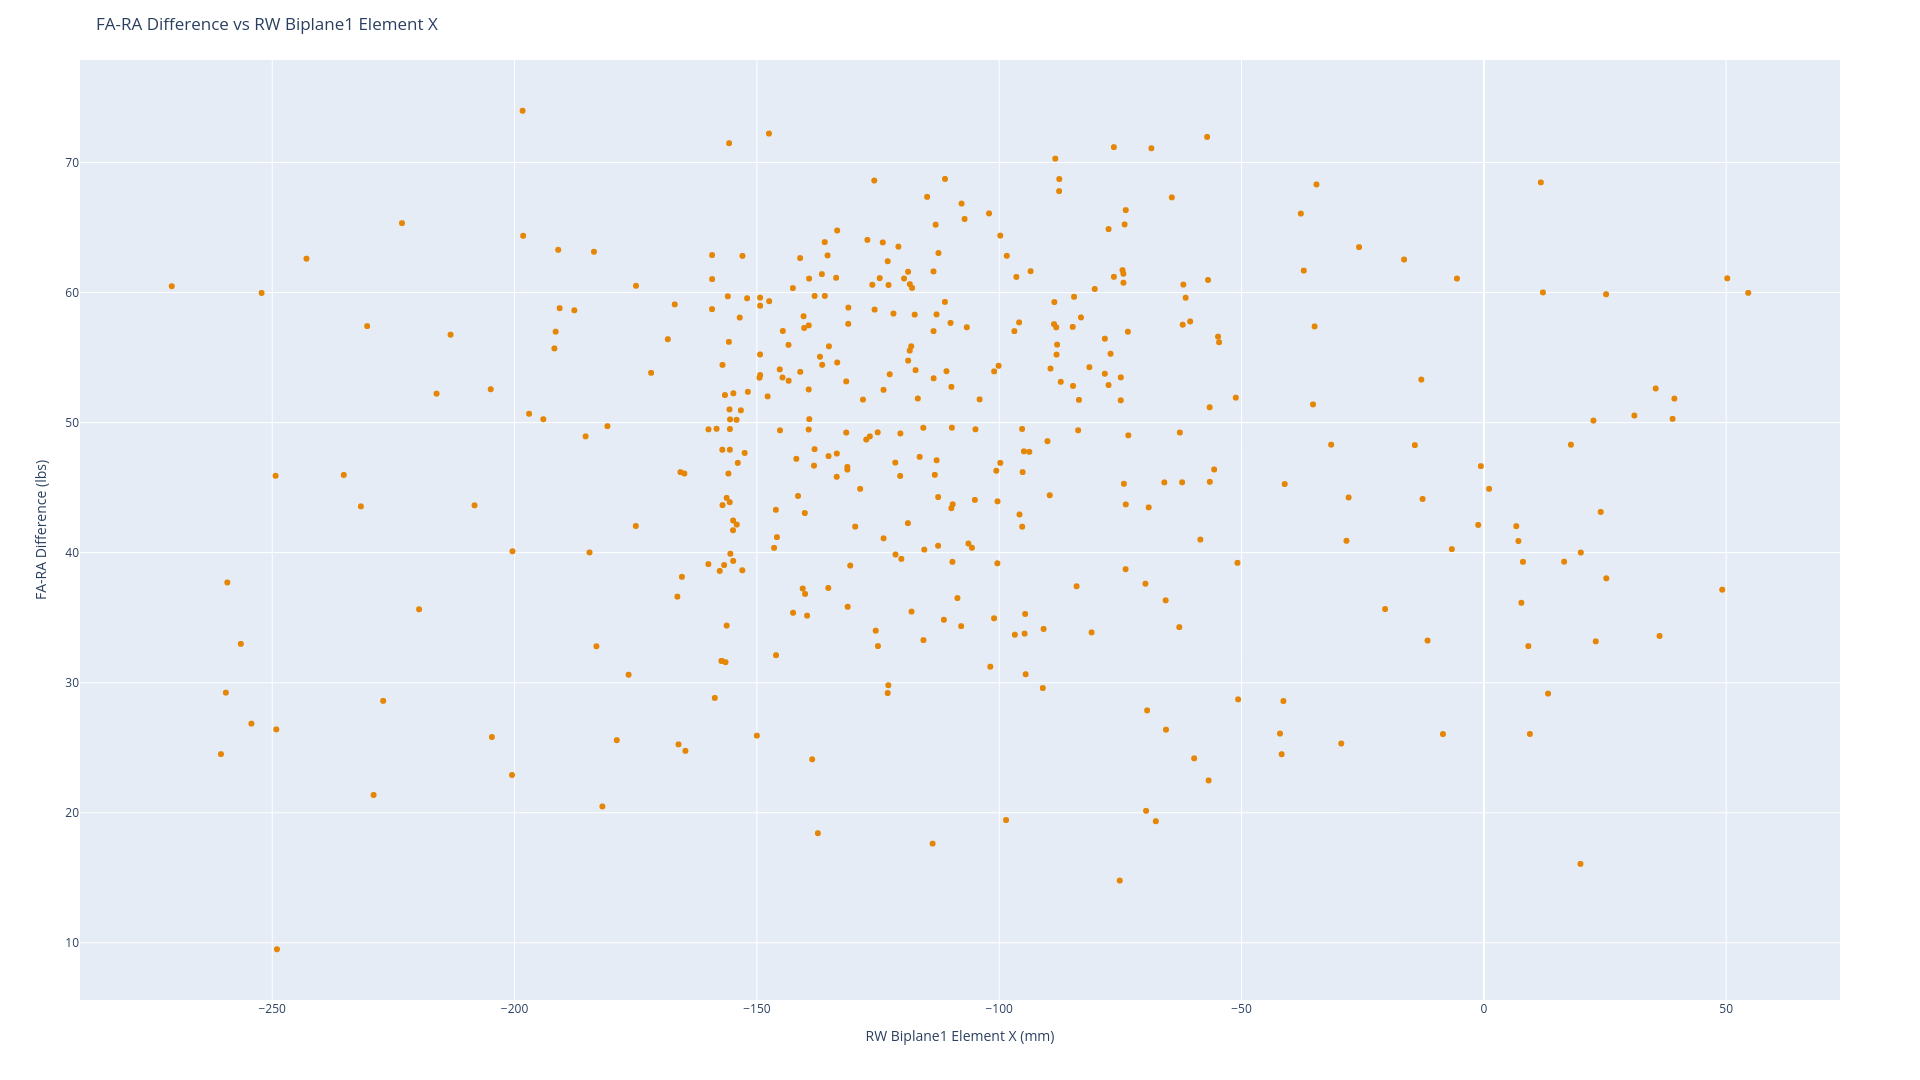 FA-RA Difference vs RW Biplane1 Element X
70
60
50
40
30
20
10
FA-RA Difference (lbs)
−250 −200 −150 −100 −50 0 50
RW Biplane1 Element X (mm)